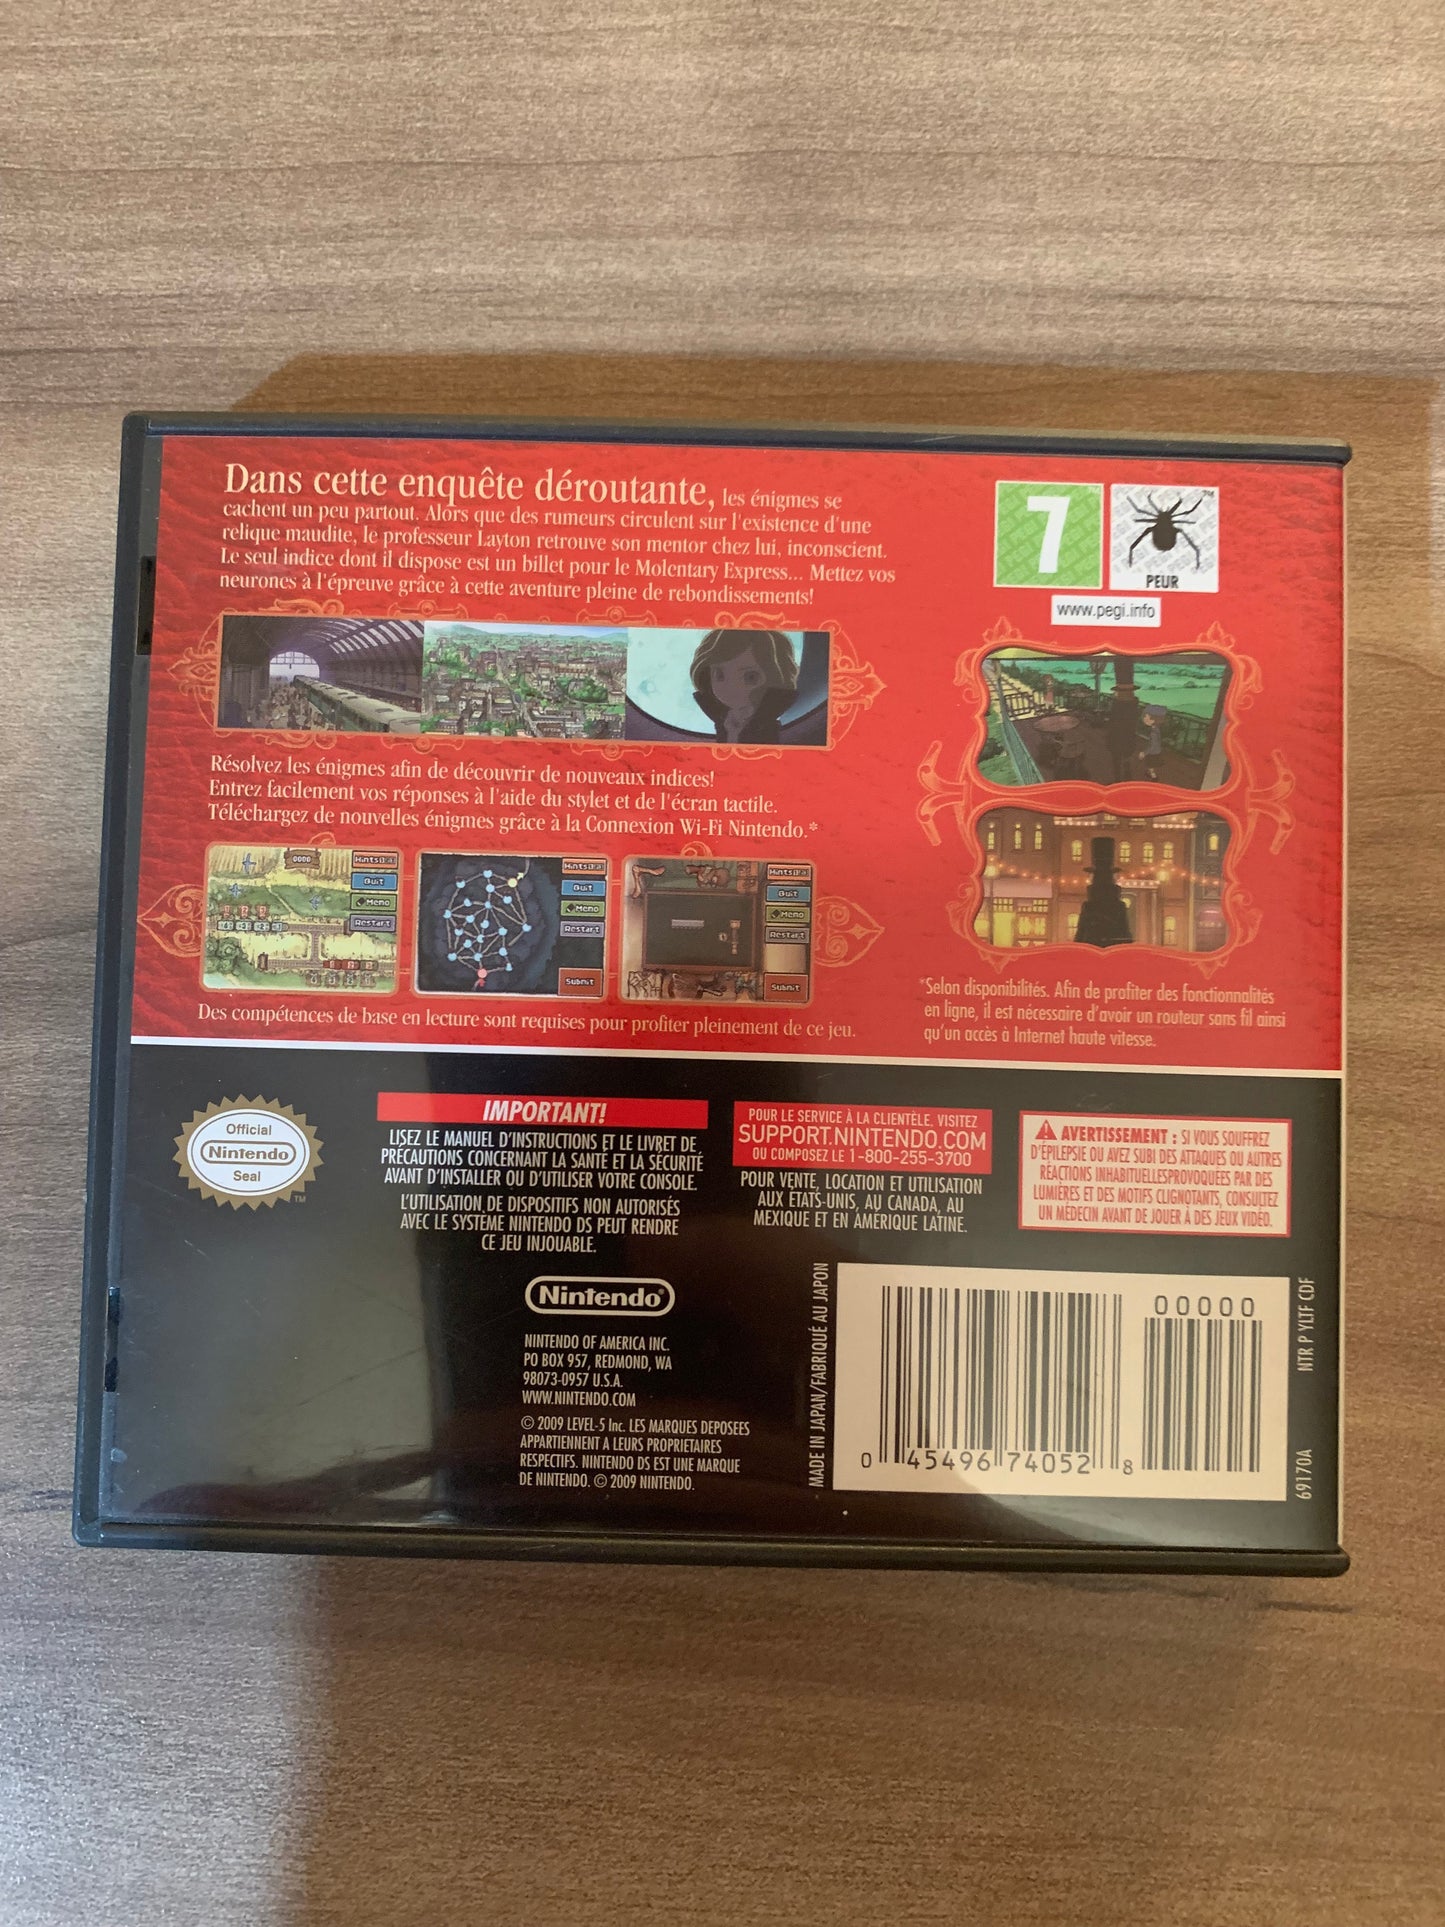 Dans cette enquête déroutante, les énigmes se
cachent un peu partout. Alors que des rumeurs circulent sur l'existence d'une
relique maudite, le professeur Layton retrouve son mentor chez lui, inconscient.
Le seul indice dont il dispose est un billet pour le Molentary Express... Mettez vos
neurones à l'épreuve grâce à cette aventure pleine de rebondissements!
7
PEUR
www.pegi.info
Résolvez les énigmes afin de découvrir de nouveaux indices!
Entrez facilement vos réponses à l'aide du stylet et de l'écran tactile.
Téléchargez de nouvelles énigmes grâce à la Connexion Wi-Fi Nintendo.*
Quit
Memo
Restart
Quit
Memo
Restart
Submit
Quit
Memo
Restart
Submit
Des compétences de base en lecture sont requises pour profiter pleinement de ce jeu.
*Selon disponibilités. Afin de profiter des fonctionnalités
en ligne, il est nécessaire d'avoir un routeur sans fil ainsi
qu'un accès à Internet haute vitesse.
Official
Nintendo
Seal
TM
IMPORTANT!
LISEZ LE MANUEL D'INSTRUCTIONS ET LE LIVRET DE
PRÉCAUTIONS CONCERNANT LA SANTÉ ET LA SÉCURITÉ
AVANT D'INSTALLER OU D'UTILISER VOTRE CONSOLE.
L'UTILISATION DE DISPOSITIFS NON AUTORISÉS
AVEC LE SYSTÈME NINTENDO DS PEUT RENDRE
CE JEU INJOUABLE.
POUR LE SERVICE À LA CLIENTÈLE, VISITEZ
SUPPORT.NINTENDO.COM
OU COMPOSEZ LE 1-800-255-3700
POUR VENTE, LOCATION ET UTILISATION
AUX ÉTATS-UNIS, AU CANADA, AU
MEXIQUE ET EN AMÉRIQUE LATINE.
AVERTISSEMENT : SI VOUS SOUFFREZ
D'ÉPILEPSIE OU AVEZ SUBI DES ATTAQUES OU AUTRES
RÉACTIONS INHABITUELLESPROVOQUÉES PAR DES
LUMIÈRES ET DES MOTIFS CLIGNOTANTS, CONSULTEZ
UN MÉDECIN AVANT DE JOUER À DES JEUX VIDÉO.
Nintendo®
NINTENDO OF AMERICA INC.
PO BOX 957, REDMOND, WA
98073-0957 U.S.A.
WWW.NINTENDO.COM
© 2009 LEVEL-5 Inc. LES MARQUES DEPOSEES
APPARTIENNENT A LEURS PROPRIETAIRES
RESPECTIFS. NINTENDO DS EST UNE MARQUE
DE NINTENDO. © 2009 NINTENDO.
MADE IN JAPAN/FABRIQUÉ AU JAPON
00000
0 45496 74052 8
NTR P YLTF CDF
69170A